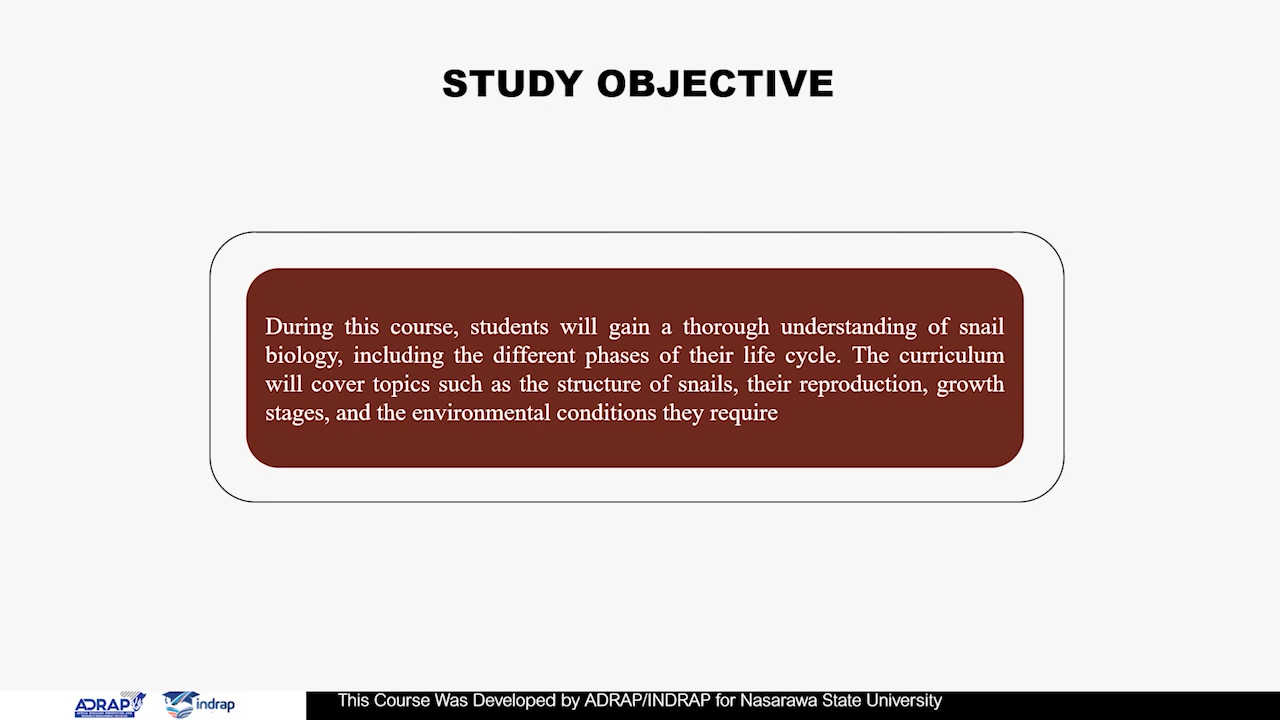 STUDY OBJECTIVE
During this course, students will gain a thorough understanding of snail
biology, including the different phases of their life cycle. The curriculum
will cover topics such as the structure of snails, their reproduction, growth
stages, and the environmental conditions they require
ADRAP
indrap
This Course Was Developed by ADRAP/INDRAP for Nasarawa State University